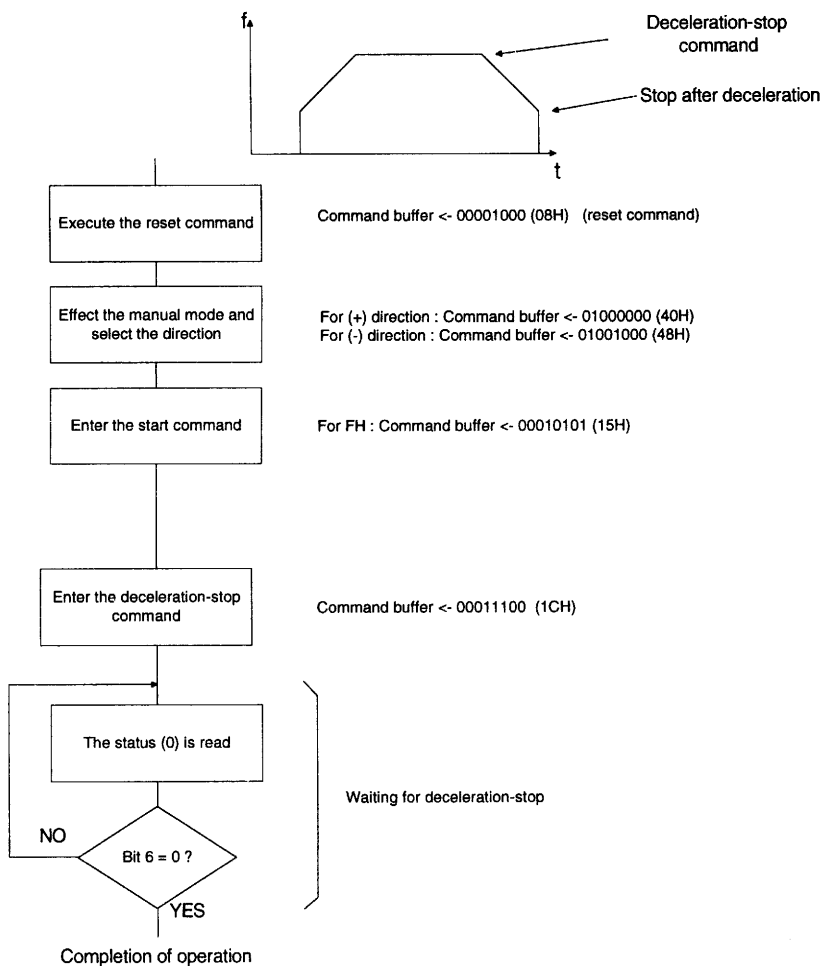 f
Deceleration-stop
command
Stop after deceleration
t
Execute the reset command
Command buffer <- 00001000 (08H) (reset command)
Effect the manual mode and
select the direction
For (+) direction : Command buffer <- 01000000 (40H)
For (-) direction : Command buffer <- 01001000 (48H)
Enter the start command
For FH : Command buffer <- 00010101 (15H)
Enter the deceleration-stop
command
Command buffer <- 00011100 (1CH)
The status (0) is read
Waiting for deceleration-stop
NO
Bit 6 = 0 ?
YES
Completion of operation